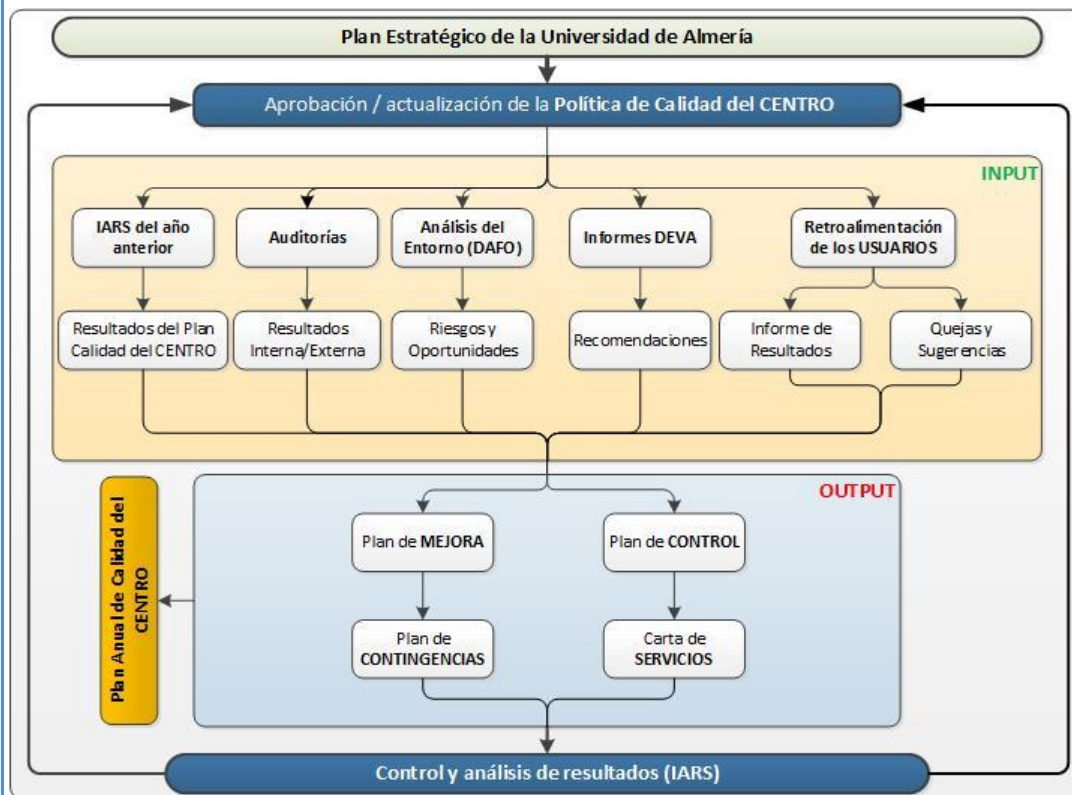 Plan Estratégico de la Universidad de Almería
Aprobación / actualización de la Política de Calidad del CENTRO
INPUT
IARS del año
anterior
Auditorías
Análisis del
Entorno (DAFO)
Informes DEVA
Retroalimentación
de los USUARIOS
Resultados del Plan
Calidad del CENTRO
Resultados
Interna/Externa
Riesgos y
Oportunidades
Recomendaciones
Informe de
Resultados
Quejas y
Sugerencias
OUTPUT
Plan Anual de Calidad del
CENTRO
Plan de MEJORA
Plan de CONTROL
Plan de
CONTINGENCIAS
Carta de
SERVICIOS
Control y análisis de resultados (IARS)